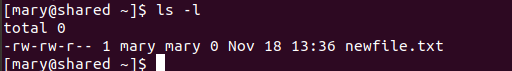 [mary@shared ~]$ ls -l
total 0
-rw-rw-r-- 1 mary mary 0 Nov 18 13:36 newfile.txt
[mary@shared ~]$